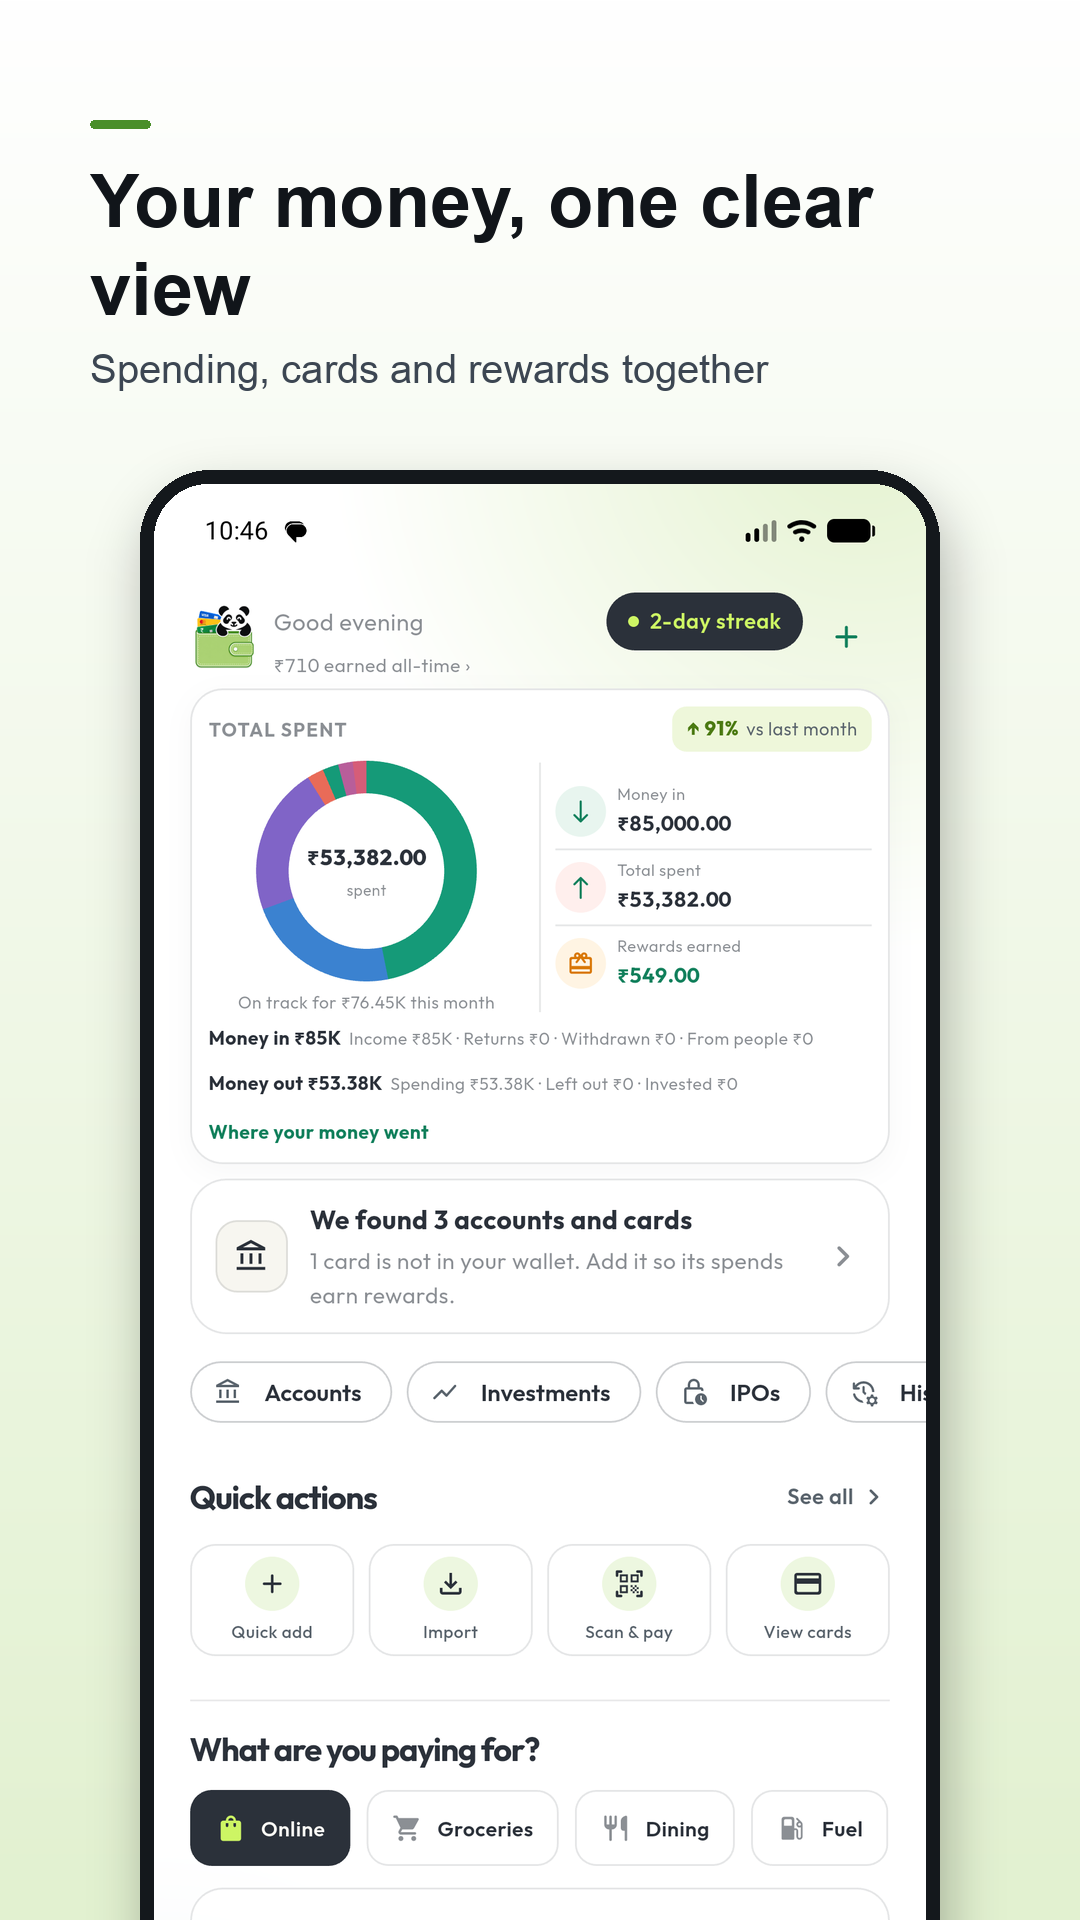 Your money, one clear
view
Spending, cards and rewards together
10:46
Good evening
₹710 earned all-time ›
2-day streak
TOTAL SPENT
↑ 91% vs last month
₹53,382.00
spent
On track for ₹76.45K this month
Money in
₹85,000.00
Total spent
₹53,382.00
Rewards earned
₹549.00
Money in ₹85K Income ₹85K · Returns ₹0 · Withdrawn ₹0 · From people ₹0
Money out ₹53.38K Spending ₹53.38K · Left out ₹0 · Invested ₹0
Where your money went
We found 3 accounts and cards
1 card is not in your wallet. Add it so its spends
earn rewards.
Accounts Investments IPOs His
Quick actions See all
Quick add Import Scan & pay View cards
What are you paying for?
Online Groceries Dining Fuel